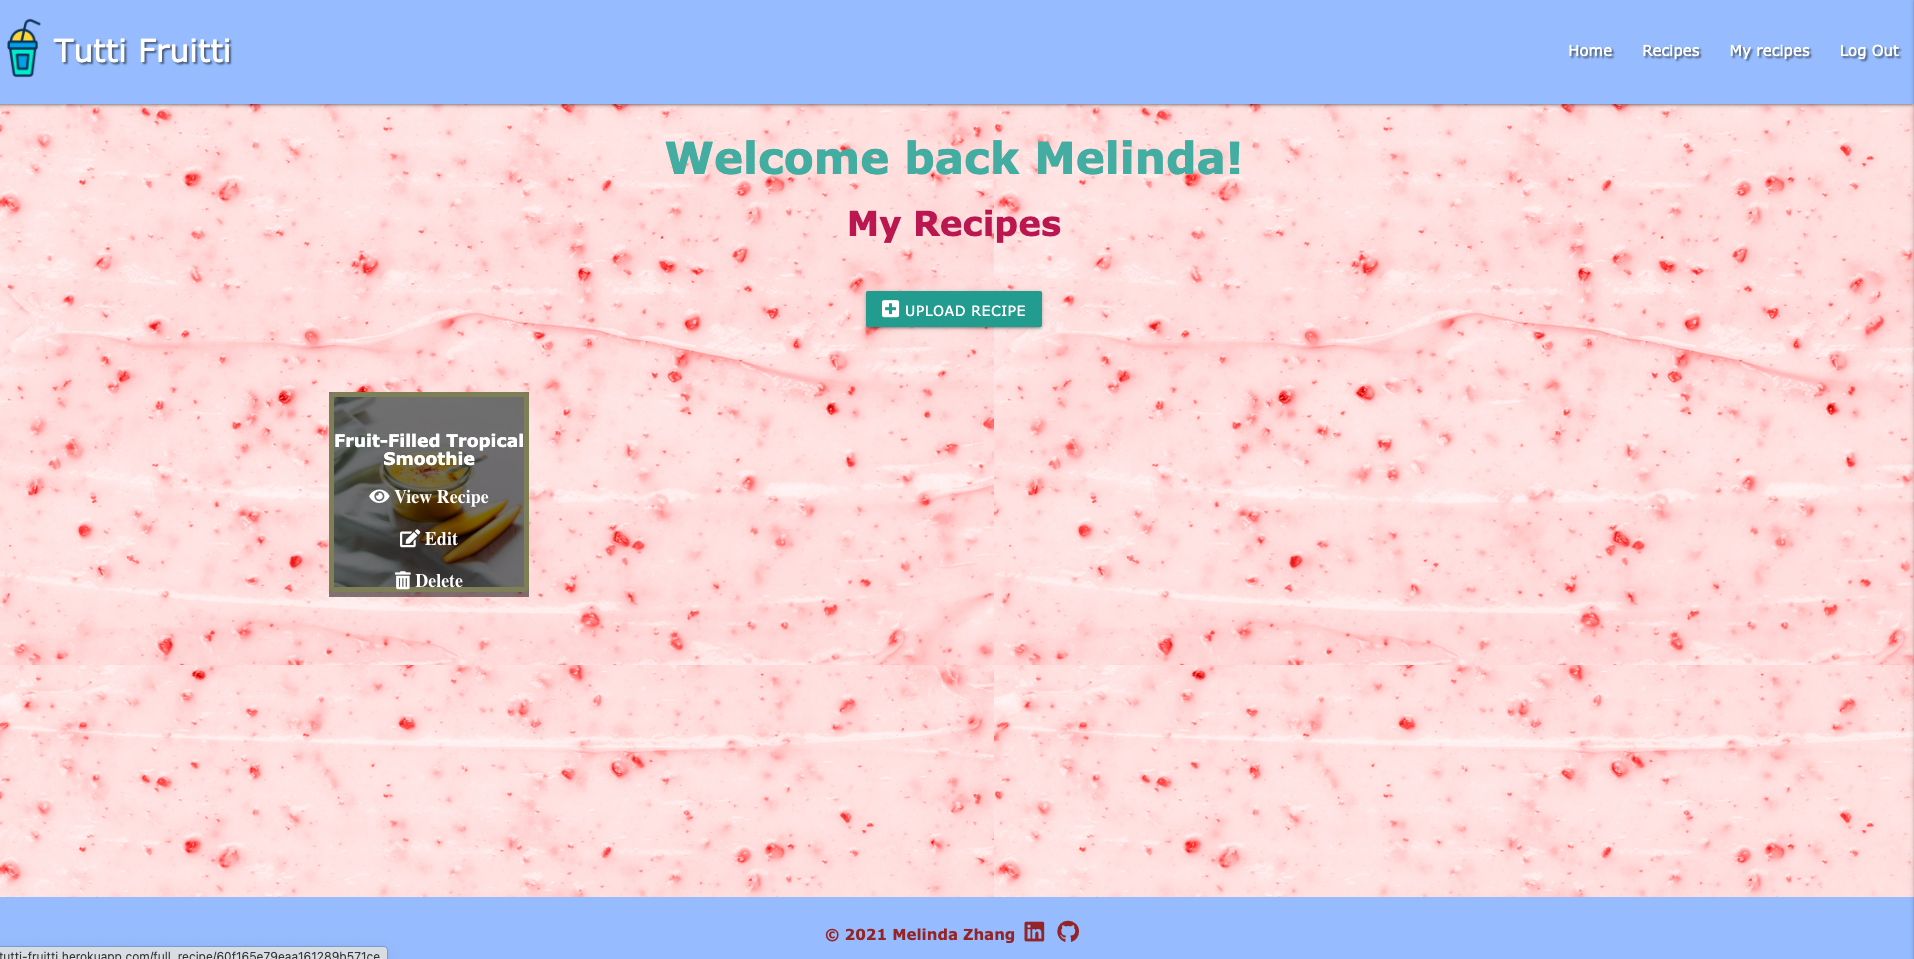 Tutti Fruitti
Home Recipes My recipes Log Out
Welcome back Melinda!
My Recipes
UPLOAD RECIPE
Fruit-Filled Tropical
Smoothie
View Recipe
Edit
Delete
© 2021 Melinda Zhang
tutti-fruitti.herokuapp.com/full_recipe/60f165e79eaa161289b571ce